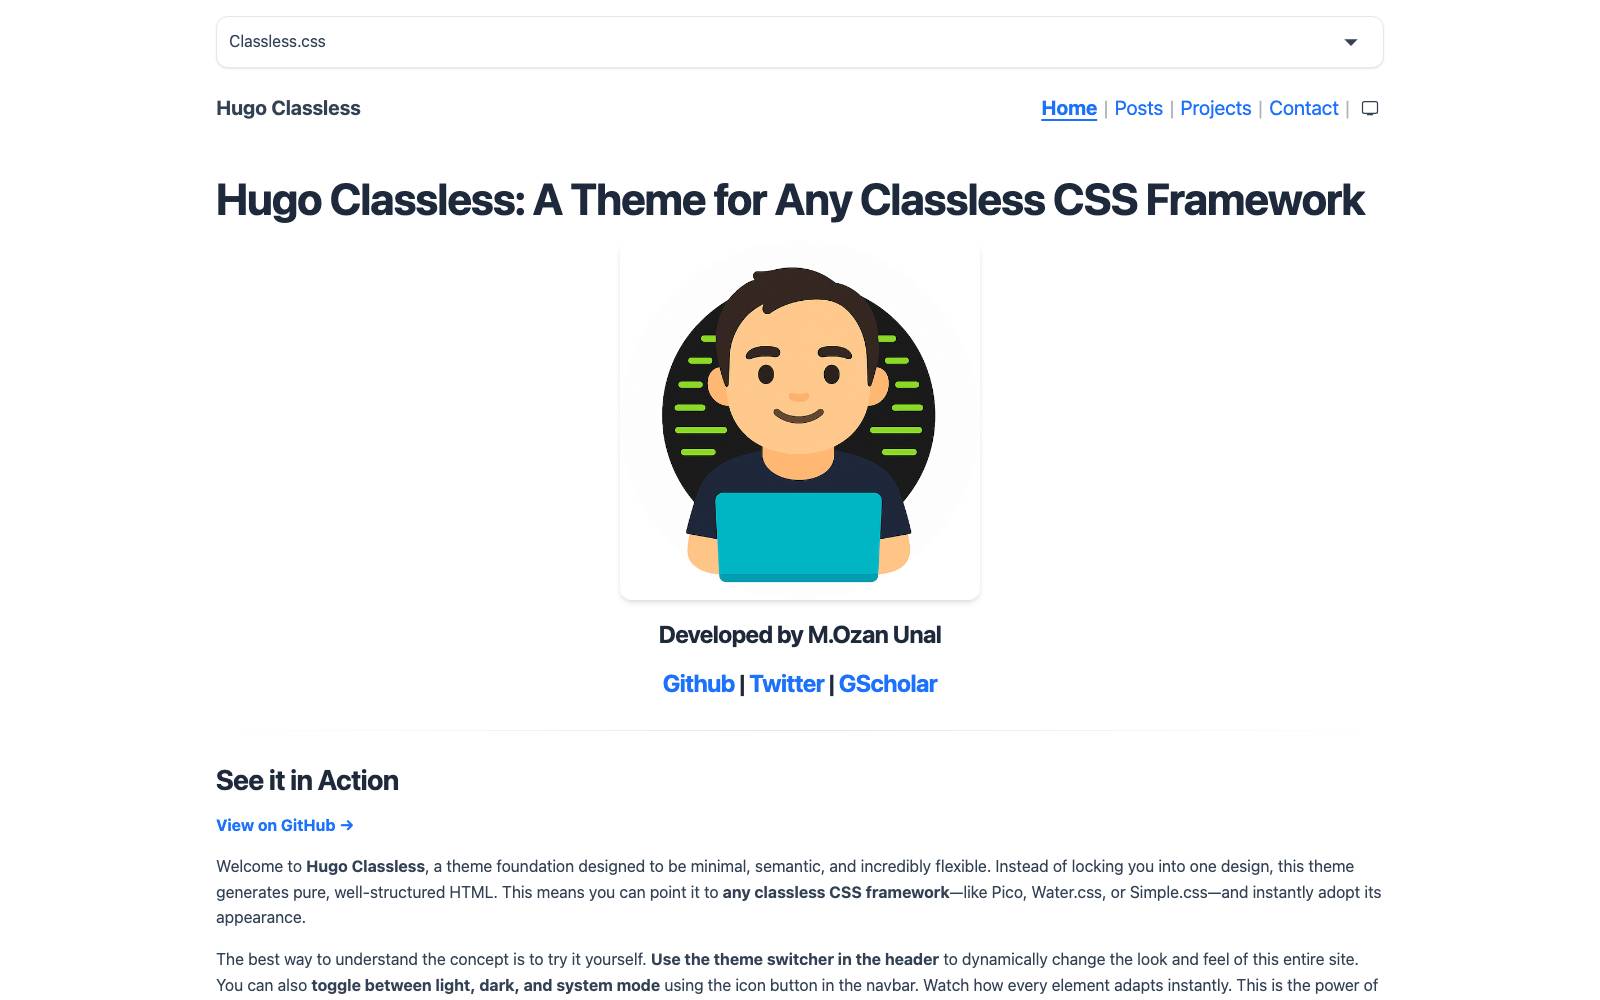 Classless.css
Hugo Classless
Home | Posts | Projects | Contact |
Hugo Classless: A Theme for Any Classless CSS Framework
Developed by M.Ozan Unal
Github | Twitter | GScholar
See it in Action
View on GitHub →
Welcome to Hugo Classless, a theme foundation designed to be minimal, semantic, and incredibly flexible. Instead of locking you into one design, this theme
generates pure, well-structured HTML. This means you can point it to any classless CSS framework—like Pico, Water.css, or Simple.css—and instantly adopt its
appearance.
The best way to understand the concept is to try it yourself. Use the theme switcher in the header to dynamically change the look and feel of this entire site.
You can also toggle between light, dark, and system mode using the icon button in the navbar. Watch how every element adapts instantly. This is the power of